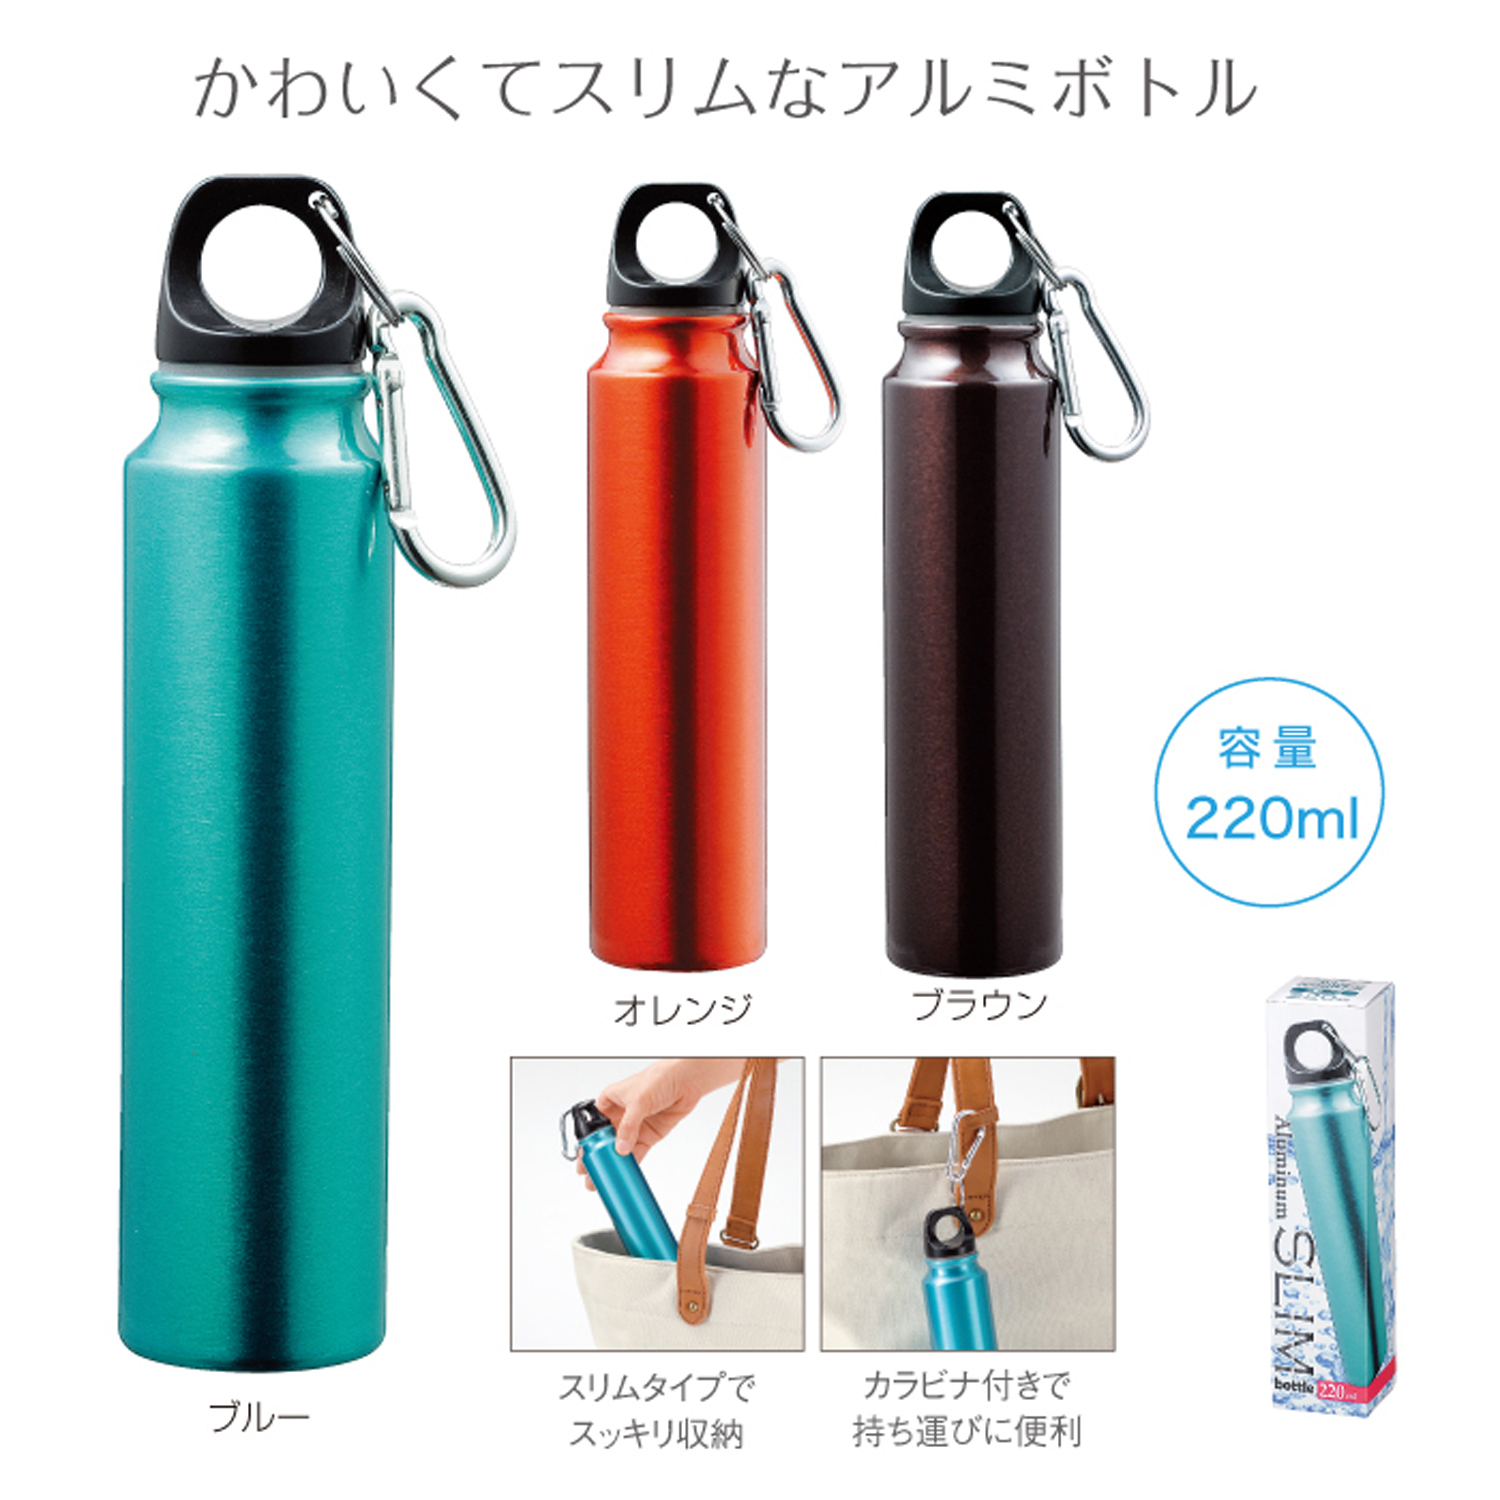 かわいくてスリムなアルミボトル
容量
220ml
オレンジ
ブラウン
ブルー
スリムタイプで
スッキリ収納
カラビナ付きで
持ち運びに便利
Aluminum
SLIM
bottle 220ml